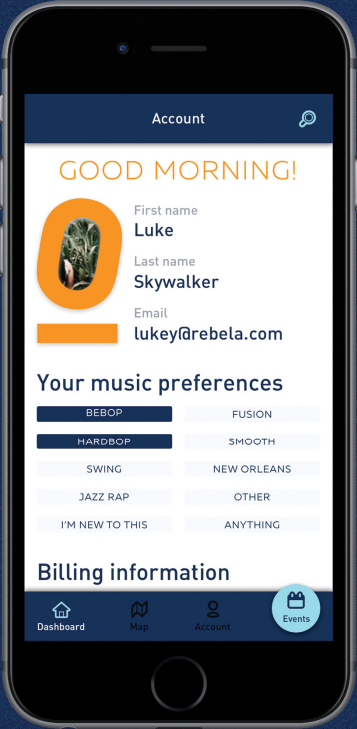 Account
GOOD MORNING!
First name
Luke
Last name
Skywalker
Email
lukey@rebela.com
Your music preferences
BEBOP
FUSION
HARDBOP
SMOOTH
SWING
NEW ORLEANS
JAZZ RAP
OTHER
I'M NEW TO THIS
ANYTHING
Billing information
Dashboard
Map
Account
Events